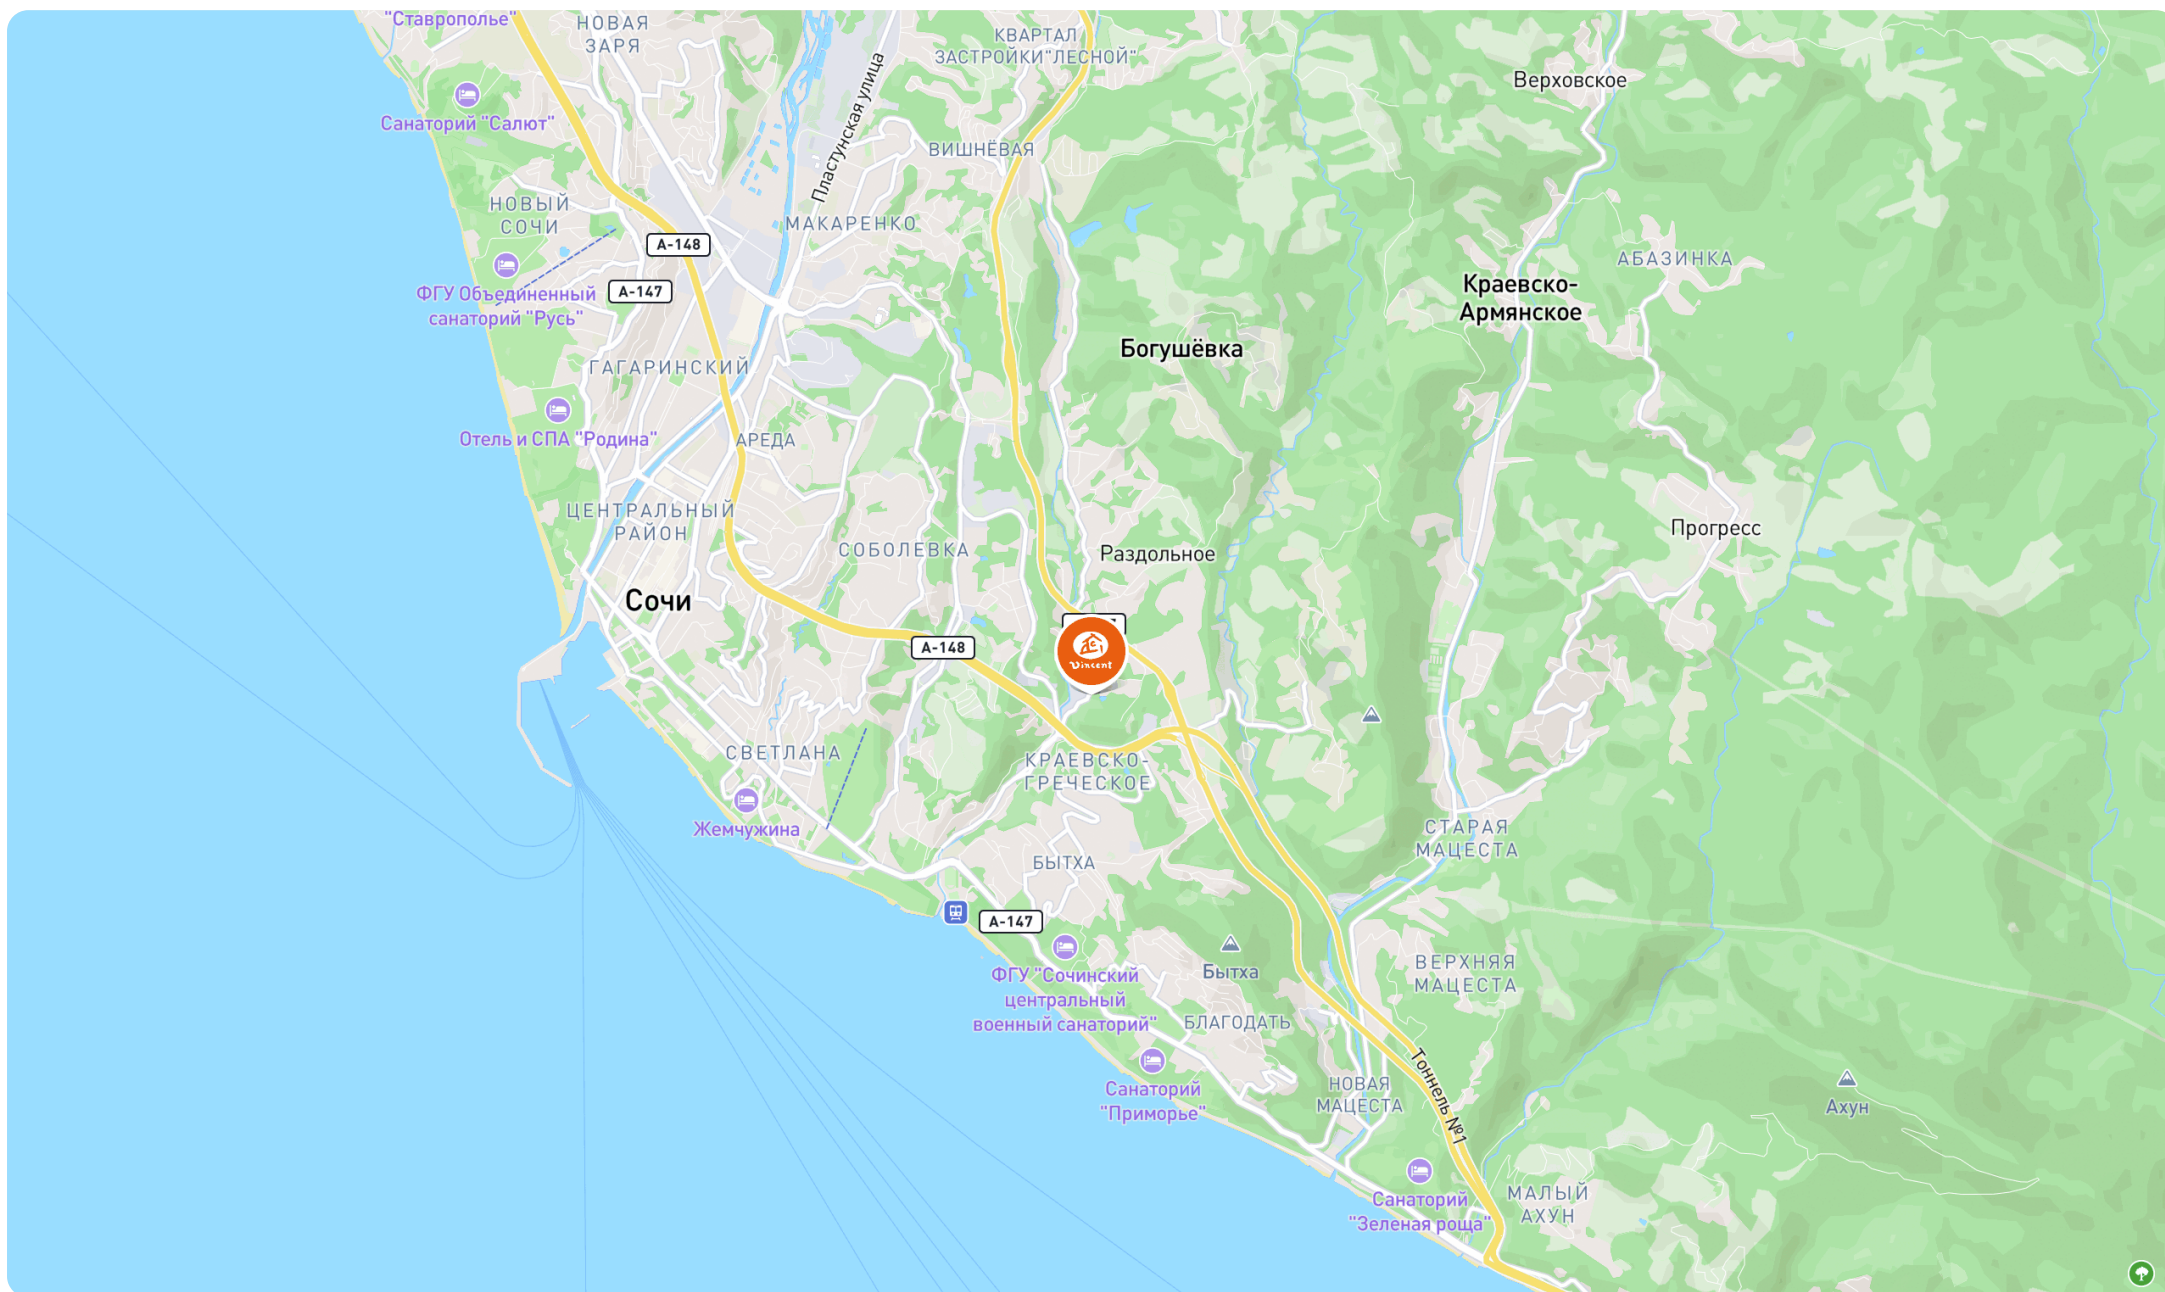 "Ставрополье"
НОВАЯ
ЗАРЯ
КВАРТАЛ
ЗАСТРОЙКИ"ЛЕСНОЙ"
Верховское
Санаторий "Салют"
Пластунская улица
ВИШНЁВАЯ
НОВЫЙ
СОЧИ
МАКАРЕНКО
А-148
АБАЗИНКА
А-147
ФГУ Объединенный
санаторий "Русь"
Краевско-
Армянское
Богушёвка
ГАГАРИНСКИЙ
Отель и СПА "Родина"
АРЕДА
ЦЕНТРАЛЬНЫЙ
РАЙОН
Прогресс
СОБОЛЕВКА
Раздольное
Сочи
А-148
Vincent
СВЕТЛАНА
КРАЕВСКО-
ГРЕЧЕСКОЕ
Жемчужина
СТАРАЯ
МАЦЕСТА
БЫТХА
А-147
ФГУ "Сочинский
центральный
военный санаторий"
Бытха
ВЕРХНЯЯ
МАЦЕСТА
БЛАГОДАТЬ
Санаторий
"Приморье"
НОВАЯ
МАЦЕСТА
Тоннель №1
Ахун
Санаторий
"Зеленая роща"
МАЛЫЙ
АХУН